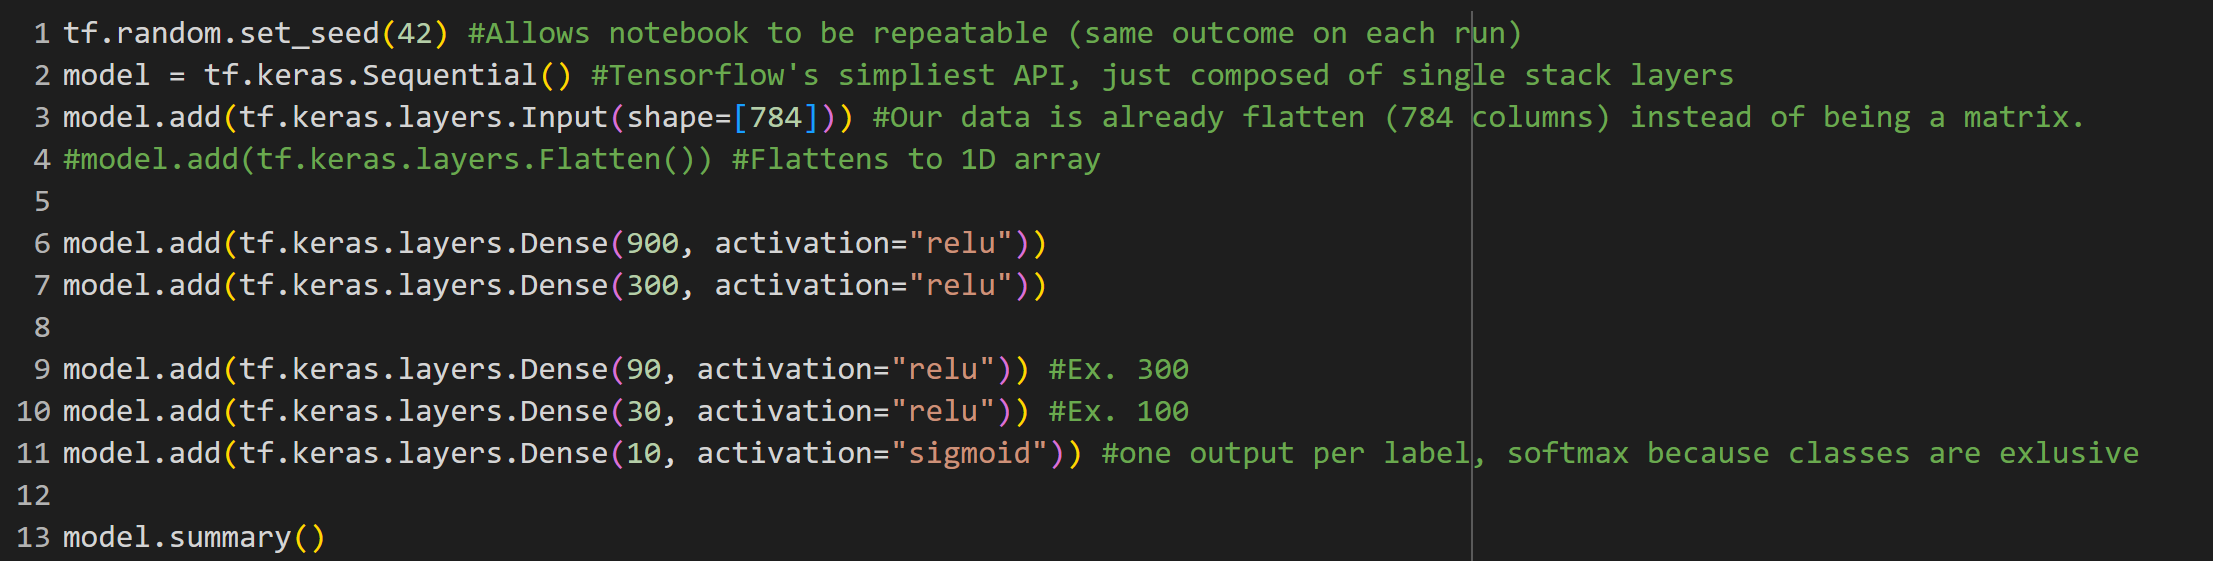 1 tf.random.set_seed(42) #Allows notebook to be repeatable (same outcome on each run)
2 model = tf.keras.Sequential() #Tensorflow's simpliest API, just composed of single stack layers
3 model.add(tf.keras.layers.Input(shape=[784])) #Our data is already flatten (784 columns) instead of being a matrix.
4 #model.add(tf.keras.layers.Flatten()) #Flattens to 1D array
5
6 model.add(tf.keras.layers.Dense(900, activation="relu"))
7 model.add(tf.keras.layers.Dense(300, activation="relu"))
8
9 model.add(tf.keras.layers.Dense(90, activation="relu")) #Ex. 300
10 model.add(tf.keras.layers.Dense(30, activation="relu")) #Ex. 100
11 model.add(tf.keras.layers.Dense(10, activation="sigmoid")) #one output per label, softmax because classes are exlusive
12
13 model.summary()